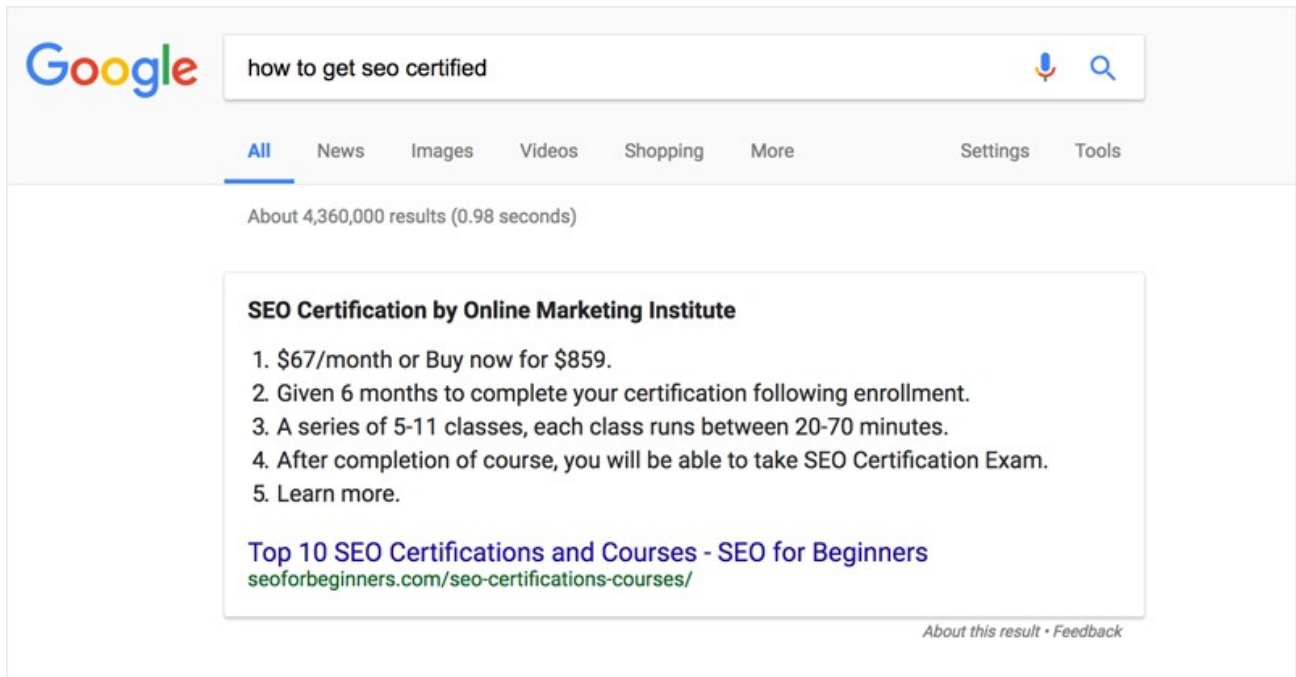 Google
how to get seo certified
All News Images Videos Shopping More Settings Tools
About 4,360,000 results (0.98 seconds)
SEO Certification by Online Marketing Institute
1. $67/month or Buy now for $859.
2. Given 6 months to complete your certification following enrollment.
3. A series of 5-11 classes, each class runs between 20-70 minutes.
4. After completion of course, you will be able to take SEO Certification Exam.
5. Learn more.
Top 10 SEO Certifications and Courses - SEO for Beginners
seoforbeginners.com/seo-certifications-courses/
About this result • Feedback